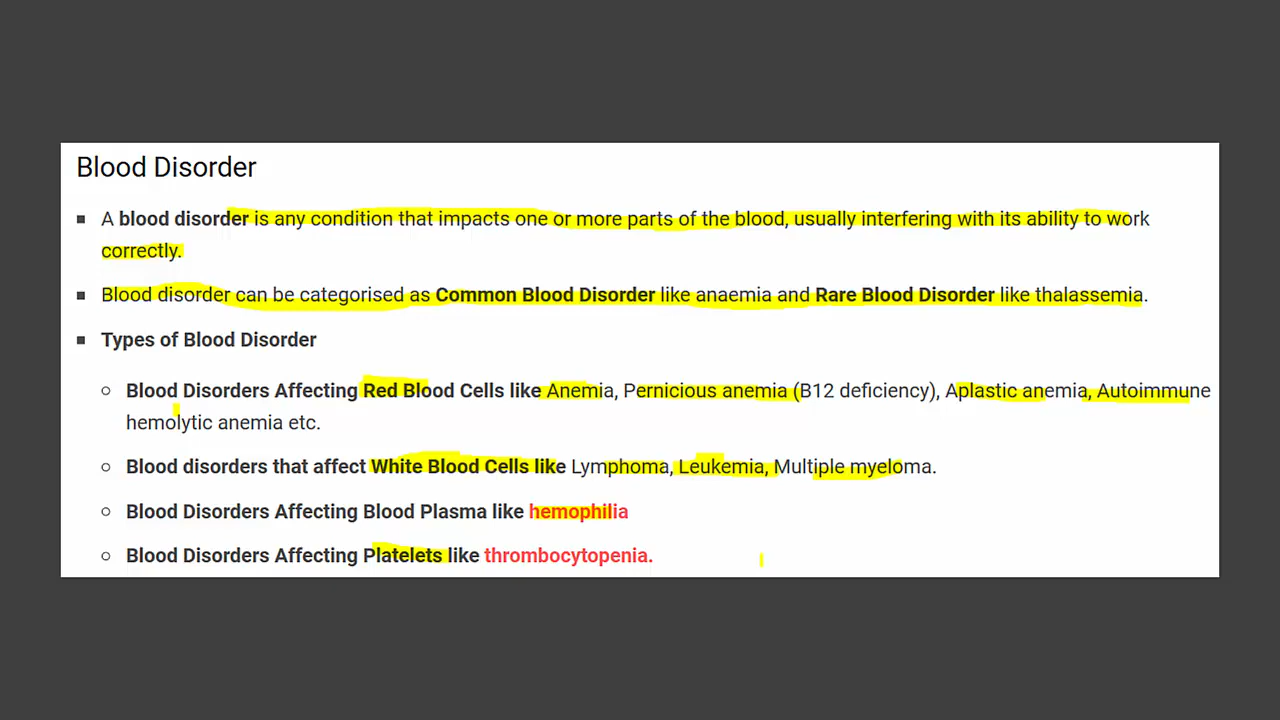 Blood Disorder
A blood disorder is any condition that impacts one or more parts of the blood, usually interfering with its ability to work
correctly.
Blood disorder can be categorised as Common Blood Disorder like anaemia and Rare Blood Disorder like thalassemia.
Types of Blood Disorder
Blood Disorders Affecting Red Blood Cells like Anemia, Pernicious anemia (B12 deficiency), Aplastic anemia, Autoimmune
hemolytic anemia etc.
Blood disorders that affect White Blood Cells like Lymphoma, Leukemia, Multiple myeloma.
Blood Disorders Affecting Blood Plasma like hemophilia
Blood Disorders Affecting Platelets like thrombocytopenia.